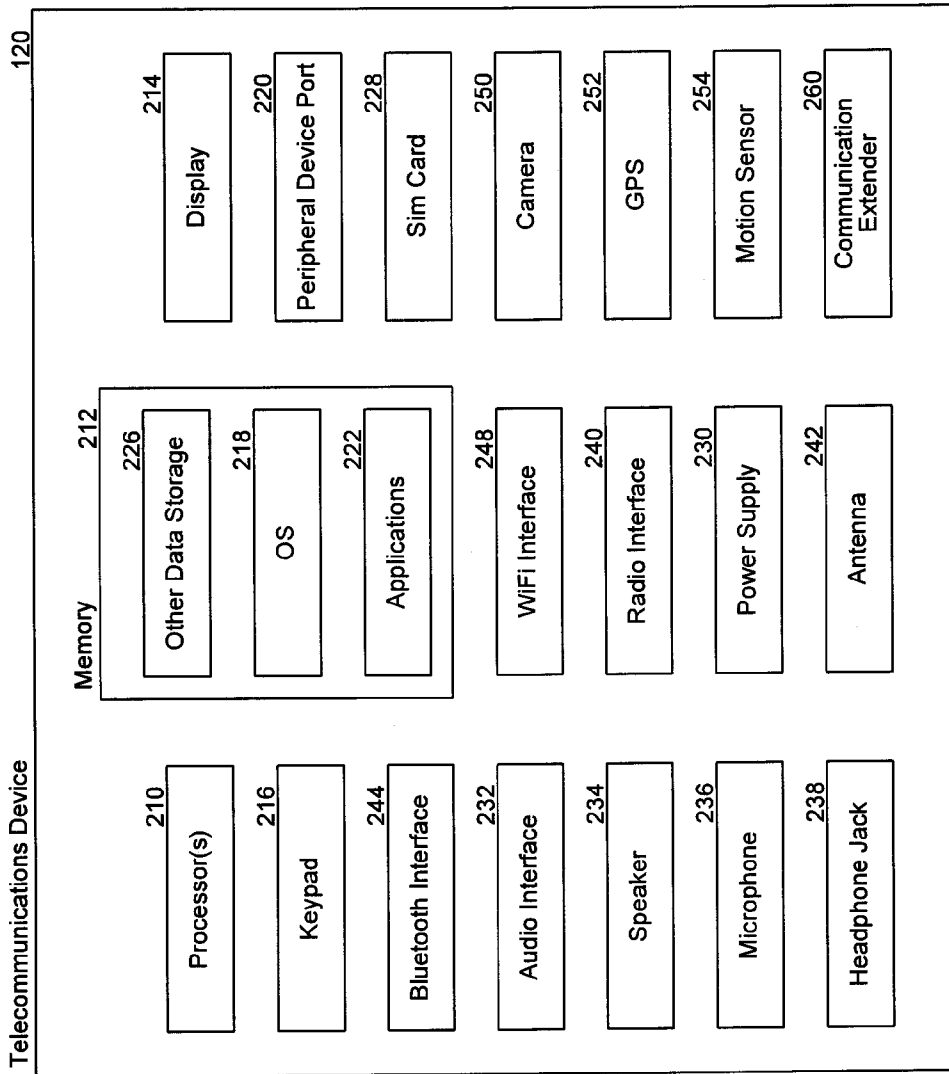 Telecommunications Device
120
210
Processor(s)
216
Keypad
244
Bluetooth Interface
232
Audio Interface
234
Speaker
236
Microphone
238
Headphone Jack
Memory
212
226
Other Data Storage
218
OS
222
Applications
248
WiFi Interface
240
Radio Interface
230
Power Supply
242
Antenna
214
Display
220
Peripheral Device Port
228
Sim Card
250
Camera
252
GPS
254
Motion Sensor
260
Communication
Extender